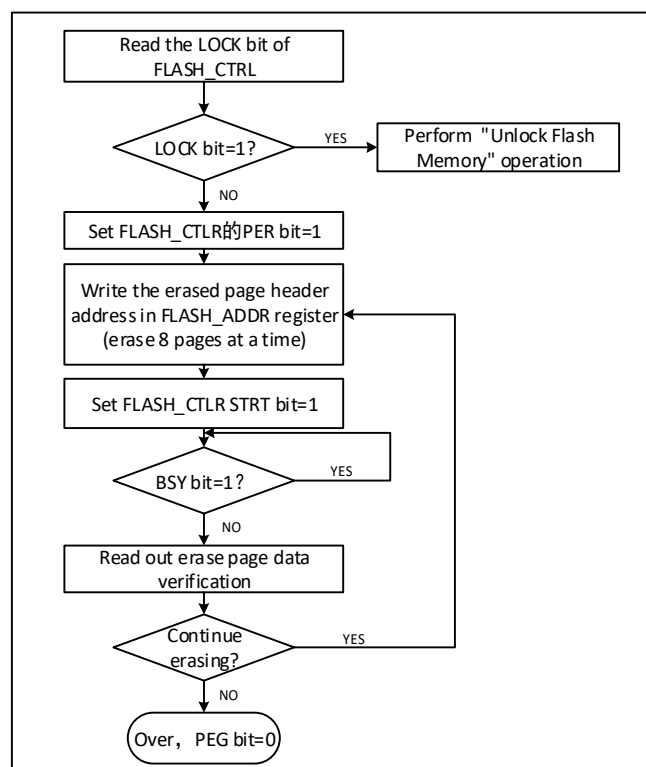 Read the LOCK bit of
FLASH_CTRL
LOCK bit=1?
YES
Perform "Unlock Flash
Memory" operation
NO
Set FLASH_CTLR的PER bit=1
Write the erased page header
address in FLASH_ADDR register
(erase 8 pages at a time)
Set FLASH_CTLR STRT bit=1
BSY bit=1?
YES
NO
Read out erase page data
verification
Continue
erasing?
YES
NO
Over，PEG bit=0